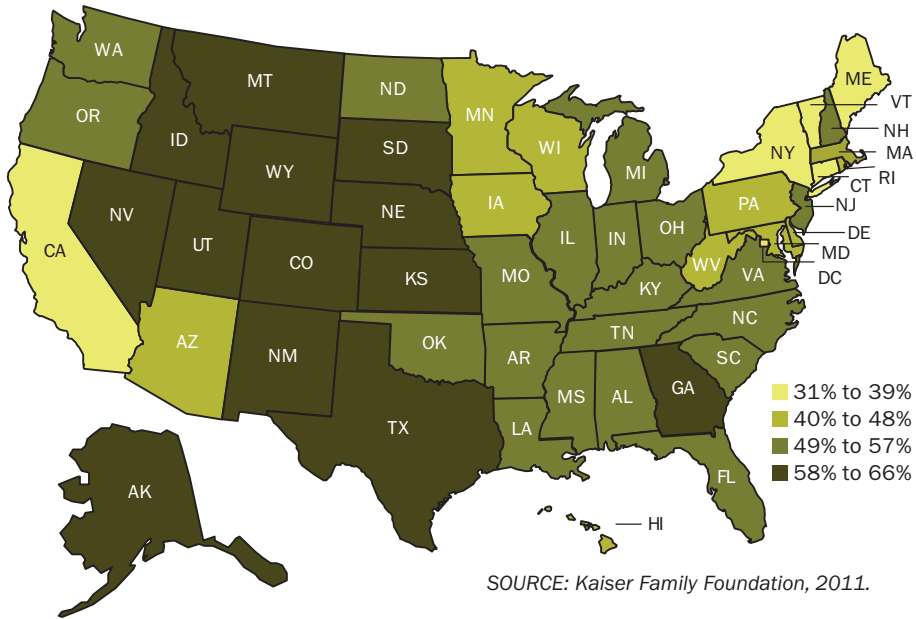 WA
MT
ND
MN
ME
VT
OR
NH
ID
SD
WI
NY
MA
MI
WY
RI
CT
NE
IA
PA
NJ
NV
OH
DE
UT
IL
IN
CA
CO
WV
MD
KS
MO
VA
DC
KY
NC
TN
AZ
OK
NM
AR
SC
GA
MS
AL
31% to 39%
TX
LA
40% to 48%
49% to 57%
58% to 66%
FL
AK
HI
SOURCE: Kaiser Family Foundation, 2011.